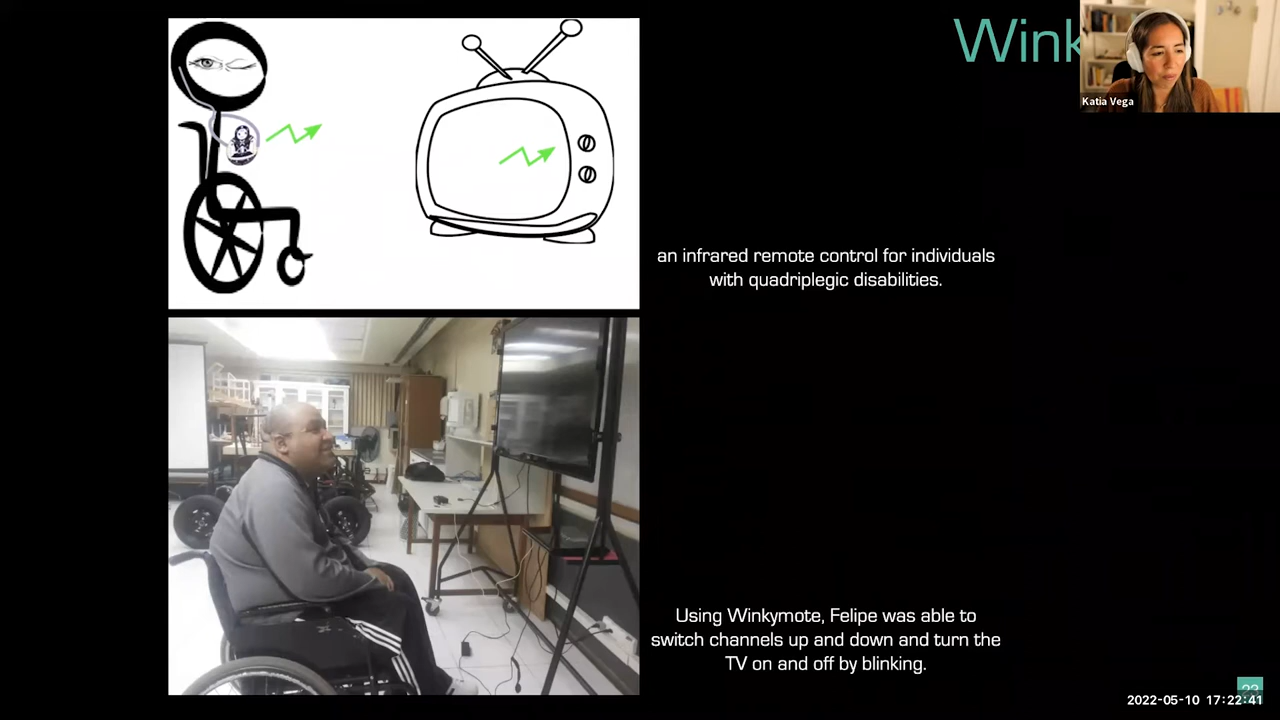 Wink
Katia Vega
an infrared remote control for individuals
with quadriplegic disabilities.
Using Winkymote, Felipe was able to
switch channels up and down and turn the
TV on and off by blinking.
2022-05-10 17:22:41